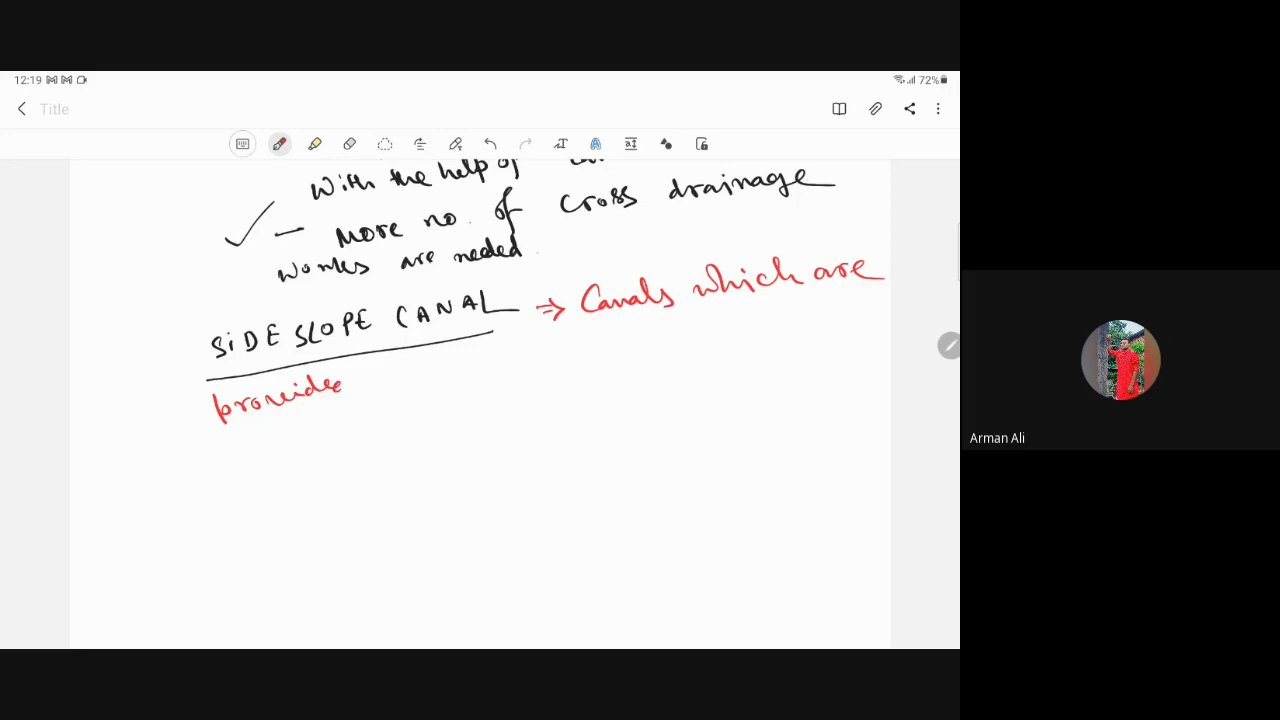 12:19 72%
Title
With the help of
— More no. of cross drainage
works are needed
SiDE SLOPE CANAL ⇒ Canals which are
provide
Arman Ali